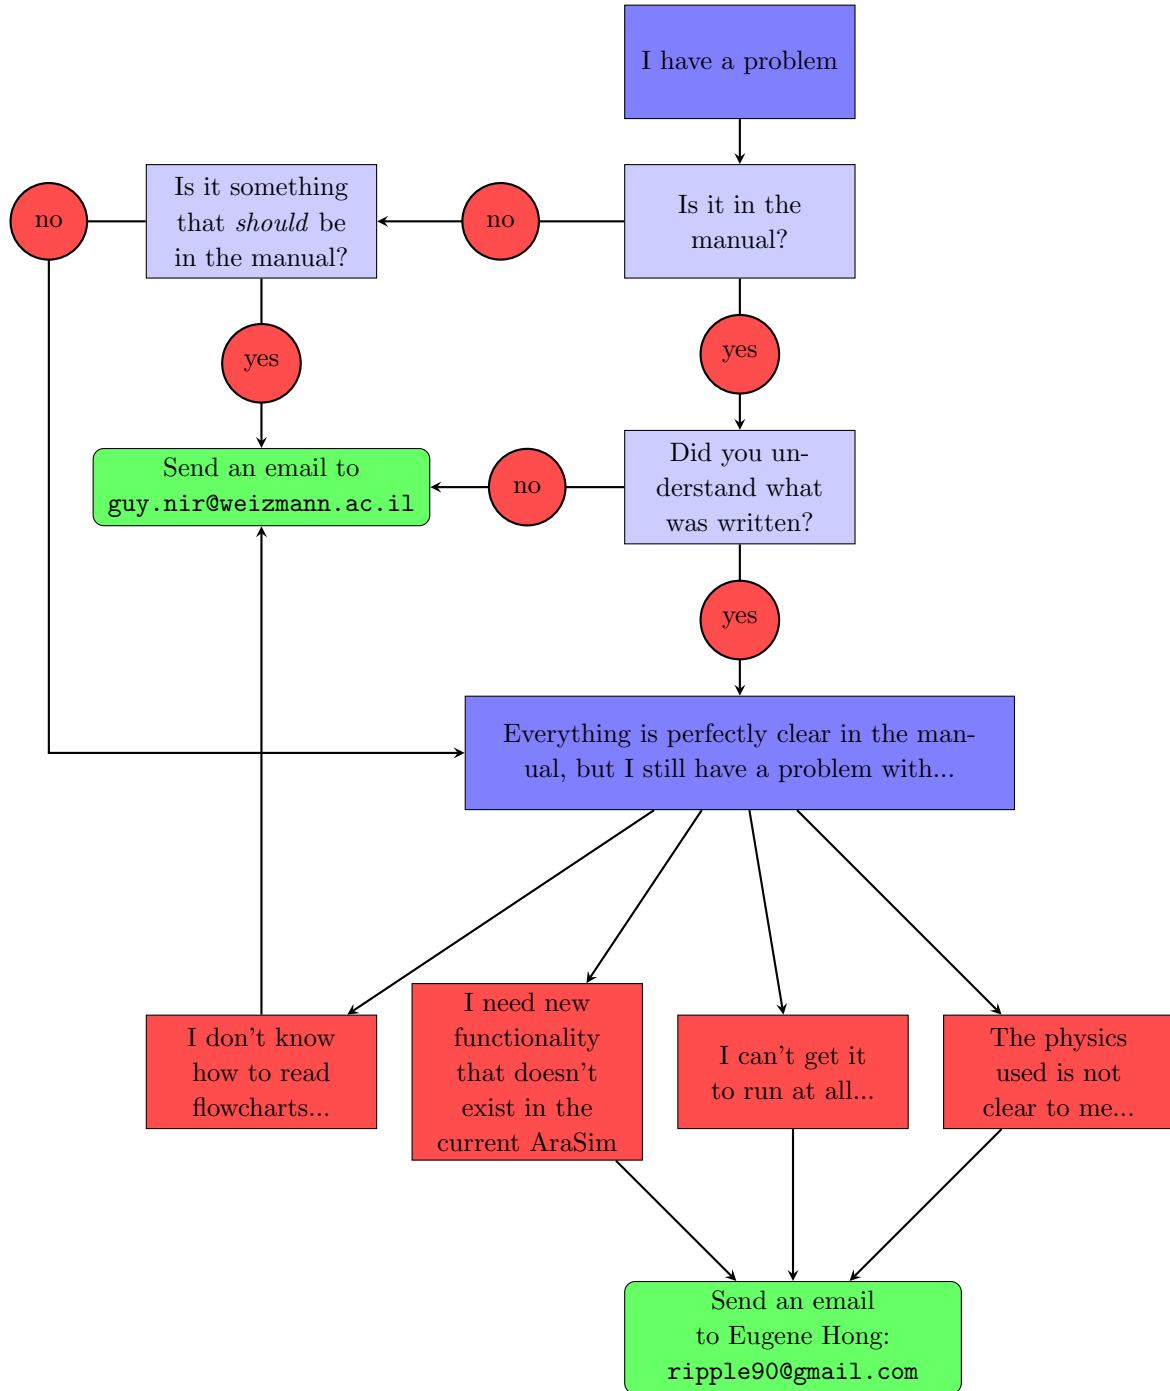 I have a problem
Is it something
that should be
in the manual?
no
no
Is it in the
manual?
yes
yes
Send an email to
guy.nir@weizmann.ac.il
no
Did you un-
derstand what
was written?
yes
Everything is perfectly clear in the man-
ual, but I still have a problem with...
I don't know
how to read
flowcharts...
I need new
functionality
that doesn't
exist in the
current AraSim
I can't get it
to run at all...
The physics
used is not
clear to me...
Send an email
to Eugene Hong:
ripple90@gmail.com